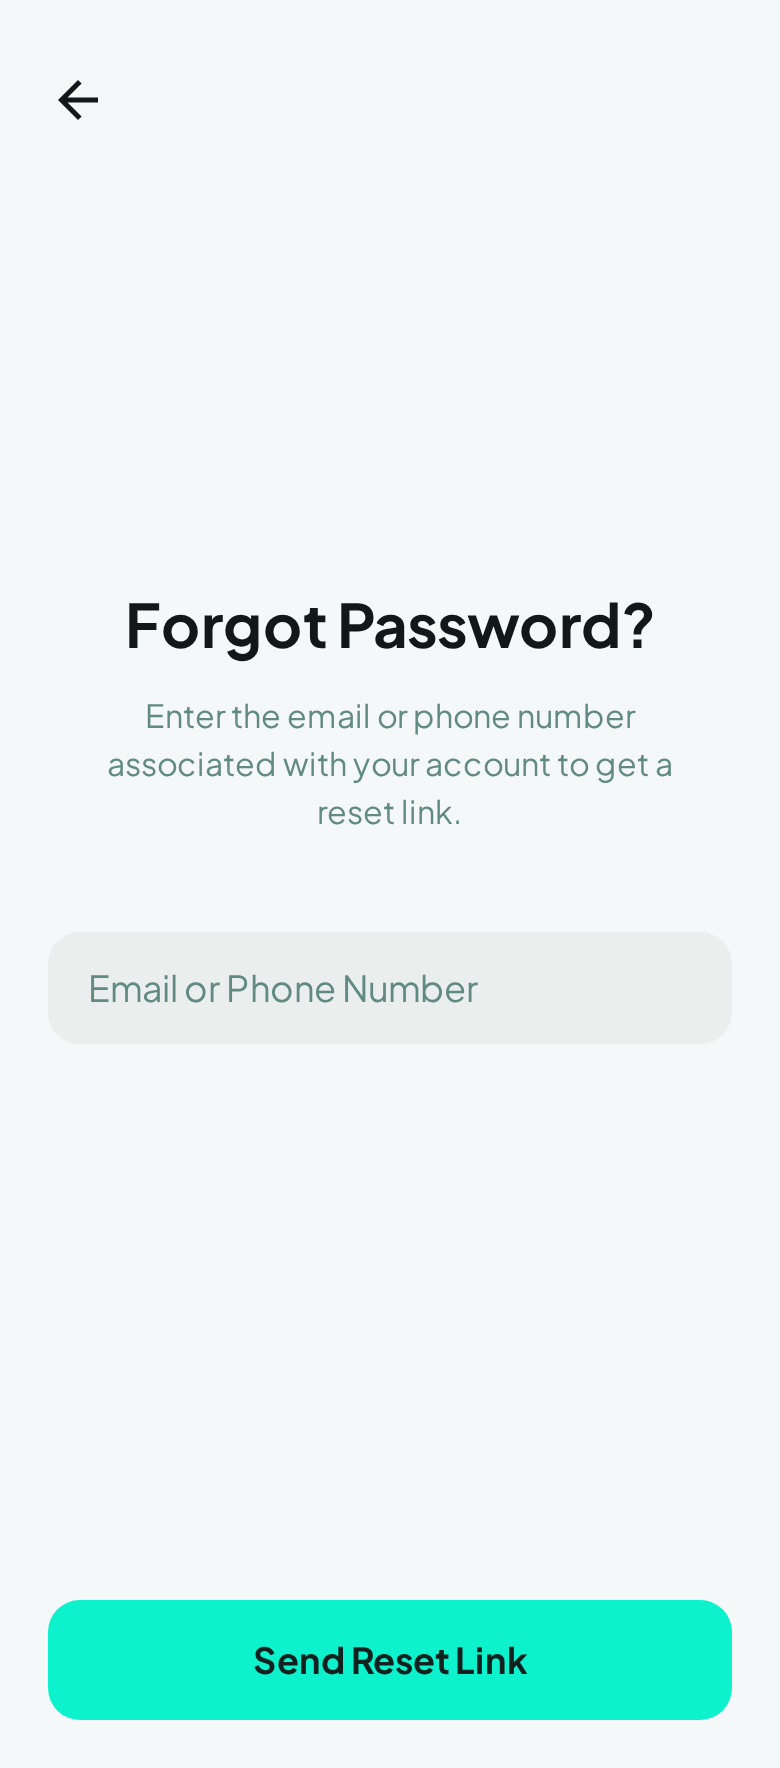 Forgot Password?
Enter the email or phone number
associated with your account to get a
reset link.
Email or Phone Number
Send Reset Link